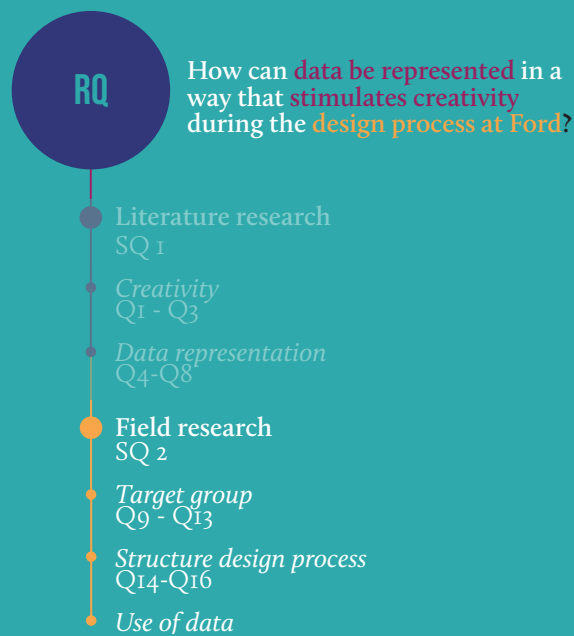 RQ
How can data be represented in a
way that stimulates creativity
during the design process at Ford?
Literature research
SQ 1
Creativity
Q1 - Q3
Data representation
Q4-Q8
Field research
SQ 2
Target group
Q9 - Q13
Structure design process
Q14-Q16
Use of data